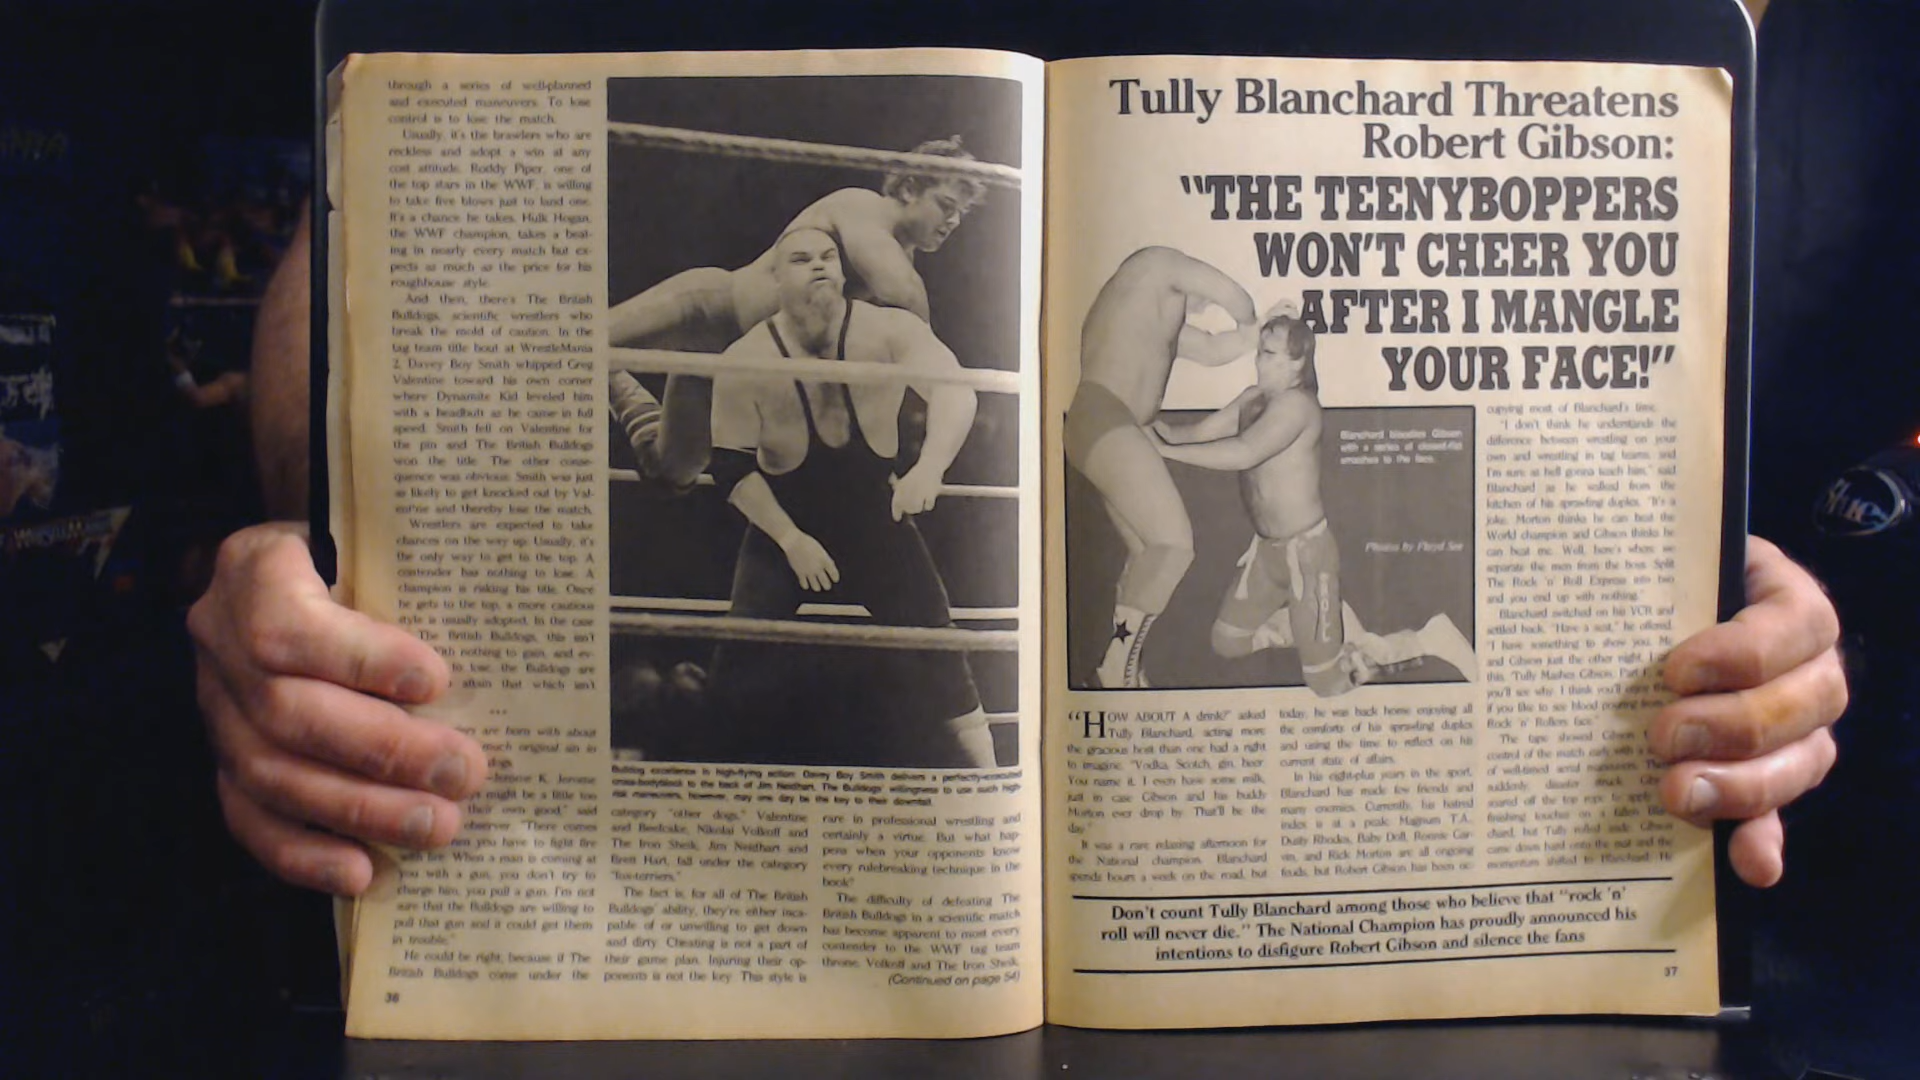 through a series of well-planned
and executed maneuvers. To lose
control is to lose the match.
Usually, it's the brawlers who are
reckless and adopt a win at any
cost attitude. Roddy Piper, one of
the top stars in the WWF, is willing
to take five blows just to land one.
It's a chance he takes. Hulk Hogan,
the WWF champion, takes a beat-
ing in nearly every match but ex-
pects as much as the price for his
roughhouse style.
And then, there's The British
Bulldogs, scientific wrestlers who
break the mold of caution. In the
tag team title bout at WrestleMania
2, Davey Boy Smith whipped Greg
Valentine toward his own corner
where Dynamite Kid leveled him
with a headbutt as he came in full
speed. Smith fell on Valentine for
the pin and The British Bulldogs
won the title. The other conse-
quence was obvious: Smith was just
as likely to get knocked out by Val-
entine and thereby lose the match.
Wrestlers are expected to take
chances on the way up. Usually, it's
the only way to get to the top. A
contender has nothing to lose. A
champion is risking his title. Once
he gets to the top, a more cautious
style is usually adopted. In the case
The British Bulldogs, this isn't
With nothing to gain, and ev-
to lose, the Bulldogs are
attain that which isn't
***
are born with about
much original sin in
dogs
—Jerome K. Jerome
might be a little too
their own good," said
observer. "There comes
when you have to fight fire
with fire. When a man is coming at
you with a gun, you don't try to
charge him, you pull a gun. I'm not
sure that the Bulldogs are willing to
pull that gun and it could get them
in trouble."
He could be right, because if The
British Bulldogs come under the
36
Bulldog excellence in high-flying action: Davey Boy Smith delivers a perfectly-executed
cross-bodyblock to the back of Jim Neidhart. The Bulldogs' willingness to use such high-
risk maneuvers, however, may one day be the key to their downfall.
category "other dogs," Valentine
and Beefcake, Nikolai Volkoff and
The Iron Sheik, Jim Neidhart and
Bret Hart, fall under the category
"fox-terriers."
The fact is, for all of The British
Bulldogs' ability, they're either inca-
pable of or unwilling to get down
and dirty. Cheating is not a part of
their game plan. Injuring their op-
ponents is not the key. This style is
rare in professional wrestling and
certainly a virtue. But what hap-
pens when your opponents know
every rulebreaking technique in the
book?
The difficulty of defeating The
British Bulldogs in a scientific match
has become apparent to most every
contender to the WWF tag team
throne. Volkoff and The Iron Sheik,
(Continued on page 54)
Tully Blanchard Threatens
Robert Gibson:
"THE TEENYBOPPERS
WON'T CHEER YOU
AFTER I MANGLE
YOUR FACE!"
Blanchard bloodies Gibson
with a series of closed-fist
smashes to the face.
Photos by Floyd See
"HOW ABOUT A drink?" asked
Tully Blanchard, acting more
the gracious host than one had a right
to imagine. "Vodka, Scotch, gin, beer.
You name it. I even have some milk,
just in case Gibson and his buddy
Morton ever drop by. That'll be the
day."
It was a rare relaxing afternoon for
the National champion. Blanchard
spends hours a week on the road, but
today, he was back home enjoying all
the comforts of his sprawling duplex
and using the time to reflect on his
current state of affairs.
In his eight-plus years in the sport,
Blanchard has made few friends and
many enemies. Currently, his hatred
index is at a peak: Magnum T.A.,
Dusty Rhodes, Baby Doll, Ronnie Gar-
vin, and Rick Morton are all ongoing
feuds, but Robert Gibson has been oc-
cupying most of Blanchard's time.
"I don't think he understands the
difference between wrestling on your
own and wrestling in tag teams, and
I'm sure as hell gonna teach him," said
Blanchard as he walked from the
kitchen of his sprawling duplex. "It's a
joke. Morton thinks he can beat the
World champion and Gibson thinks he
can beat me. Well, here's where we
separate the men from the boys. Split
The Rock 'n' Roll Express into two
and you end up with nothing."
Blanchard switched on his VCR and
settled back. "Have a seat," he offered.
"I have something to show you. Me
and Gibson just the other night. I
this, 'Tully Mashes Gibson, Part
you'll see why. I think you'll enjoy
if you like to see blood pouring from
Rock 'n' Rollers face."
The tape showed Gibson
control of the match early with a
of well-timed aerial maneuvers. Then
suddenly, disaster struck.
soared off the top rope to apply
finishing touches on a fallen
chard, but Tully rolled aside. Gibson
came down hard onto the mat and the
momentum shifted to Blanchard. He
Don't count Tully Blanchard among those who believe that "rock 'n'
roll will never die." The National Champion has proudly announced his
intentions to disfigure Robert Gibson and silence the fans
37